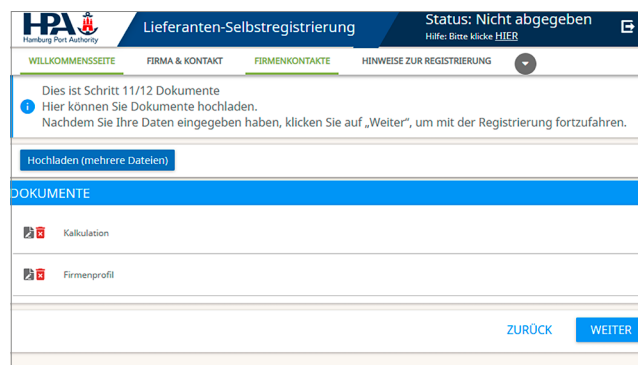 HPA
Hamburg Port Authority
Lieferanten-Selbstregistrierung
Status: Nicht abgegeben
Hilfe: Bitte klicke HIER
WILLKOMMENSSEITE FIRMA & KONTAKT FIRMENKONTAKTE HINWEISE ZUR REGISTRIERUNG
Dies ist Schritt 11/12 Dokumente
Hier können Sie Dokumente hochladen.
Nachdem Sie Ihre Daten eingegeben haben, klicken Sie auf „Weiter“, um mit der Registrierung fortzufahren.
Hochladen (mehrere Dateien)
DOKUMENTE
Kalkulation
Firmenprofil
ZURÜCK WEITER